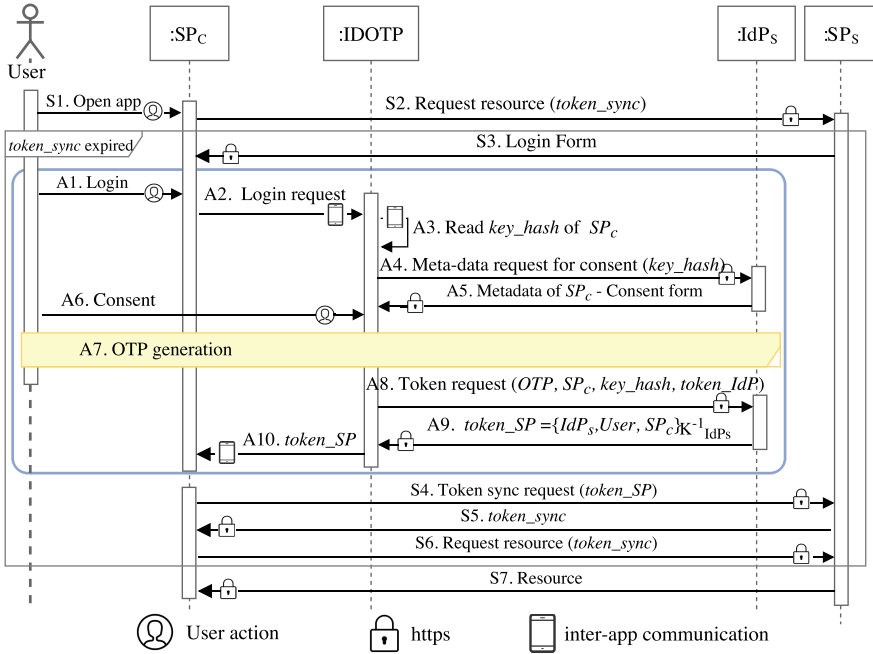 :SP_C :IDOTP :IdP_S :SP_S
User
S1. Open app
S2. Request resource (token_sync)
token_sync expired
S3. Login Form
A1. Login
A2. Login request
A3. Read key_hash of SP_c
A4. Meta-data request for consent (key_hash)
A5. Metadata of SP_c - Consent form
A6. Consent
A7. OTP generation
A8. Token request (OTP, SP_c, key_hash, token_IdP)
A9. token_SP ={IdP_s,User, SP_c}K^-1_IdPs
A10. token_SP
S4. Token sync request (token_SP)
S5. token_sync
S6. Request resource (token_sync)
S7. Resource
User action https inter-app communication